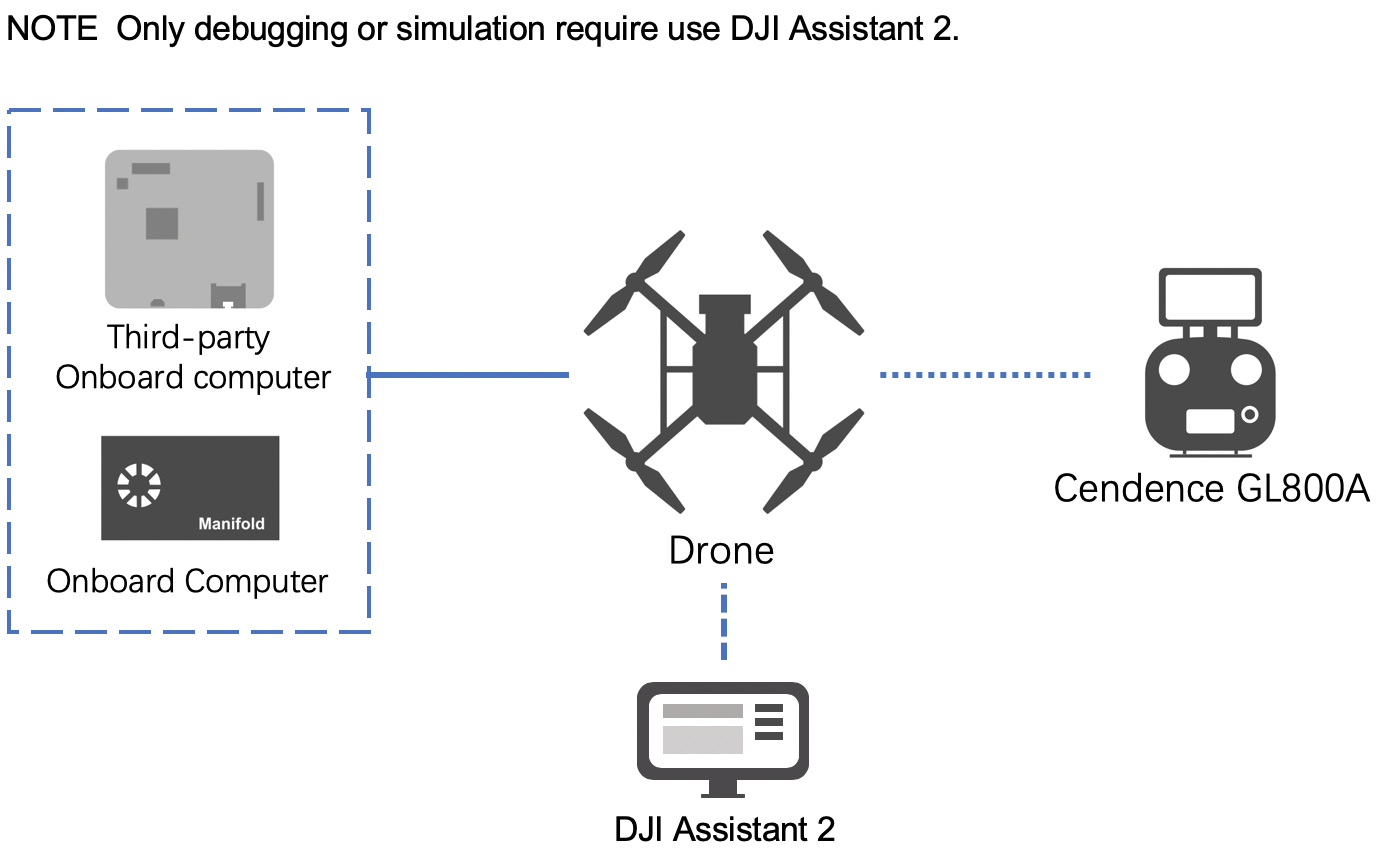 NOTE  Only debugging or simulation require use DJI Assistant 2.
Third-party
Onboard computer
Manifold
Onboard Computer
Drone
Cendence GL800A
DJI Assistant 2